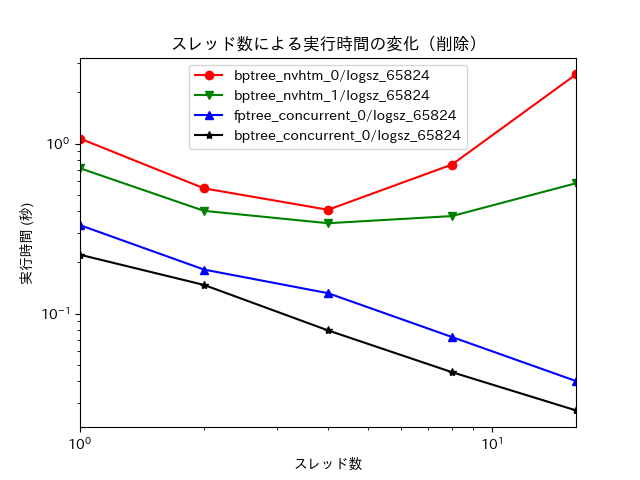 スレッド数による実行時間の変化（削除）
bptree_nvhtm_0/logsz_65824
bptree_nvhtm_1/logsz_65824
fptree_concurrent_0/logsz_65824
bptree_concurrent_0/logsz_65824
実行時間 (秒)
10⁰
10⁻¹
10⁰
10¹
スレッド数